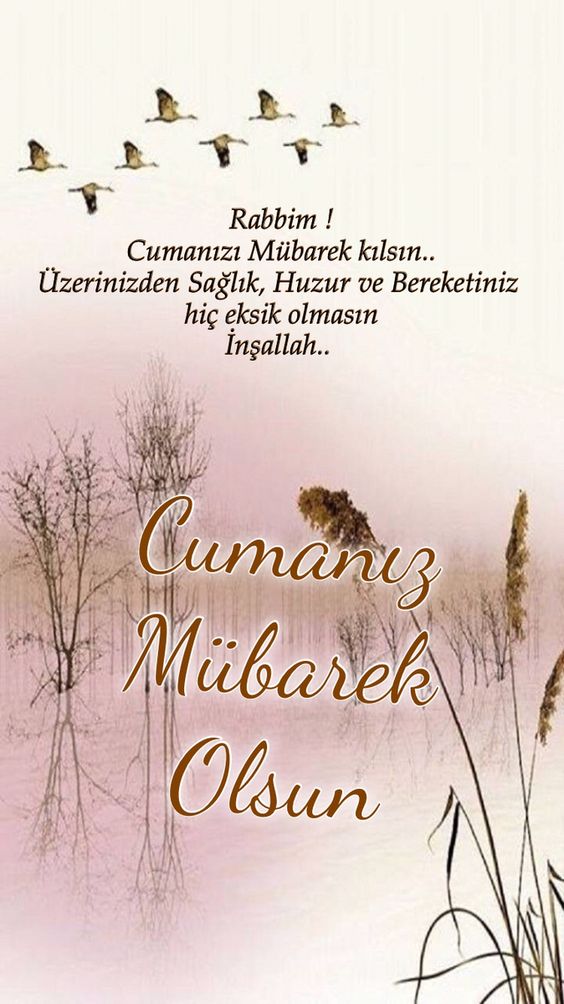 Rabbim !
Cumanızı Mübarek kılsın..
Üzerinizden Sağlık, Huzur ve Bereketiniz
hiç eksik olmasın
İnşallah..
Cumanız
Mübarek
Olsun